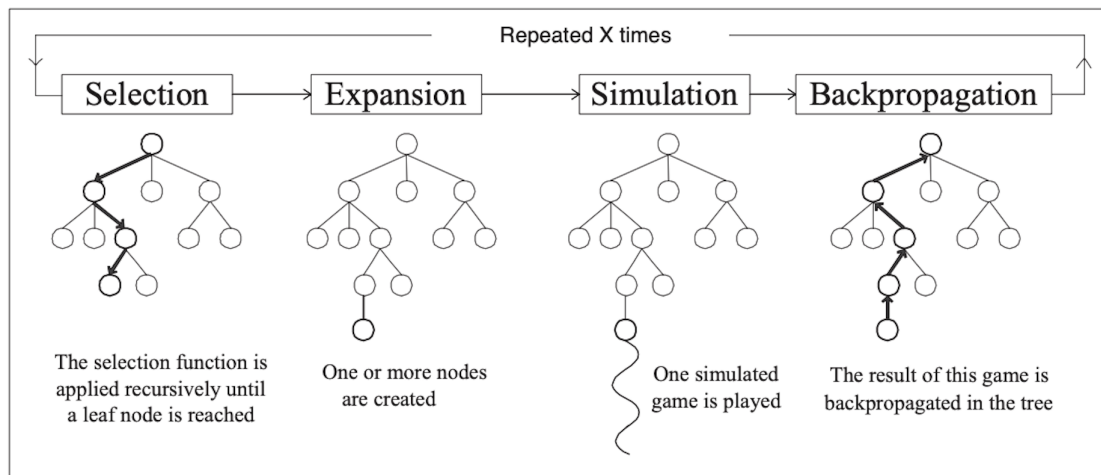 Repeated X times
Selection
Expansion
Simulation
Backpropagation
The selection function is
applied recursively until
a leaf node is reached
One or more nodes
are created
One simulated
game is played
The result of this game is
backpropagated in the tree